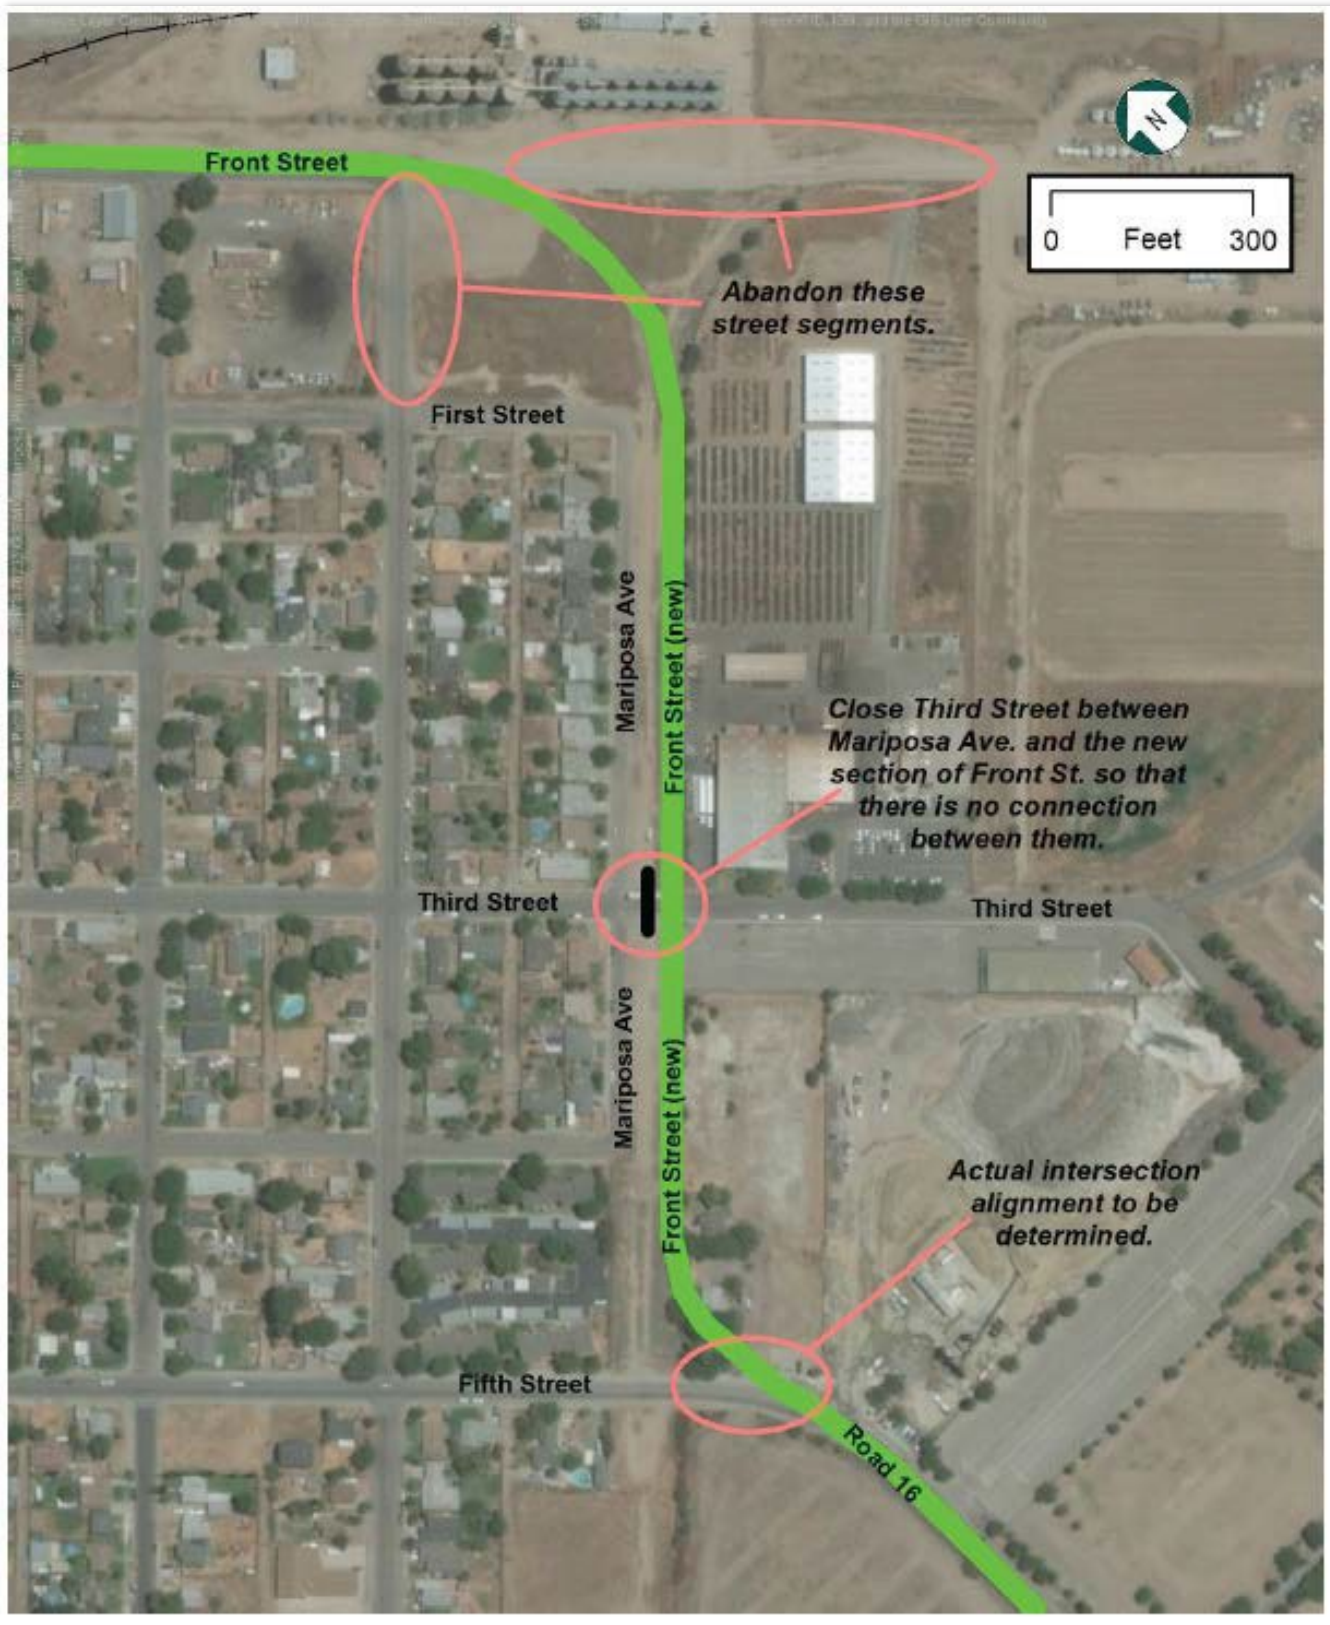 Front Street
N
0 Feet 300
Abandon these
street segments.
First Street
Mariposa Ave
Front Street (new)
Close Third Street between
Mariposa Ave. and the new
section of Front St. so that
there is no connection
between them.
Third Street
Third Street
Mariposa Ave
Front Street (new)
Actual intersection
alignment to be
determined.
Fifth Street
Road 16